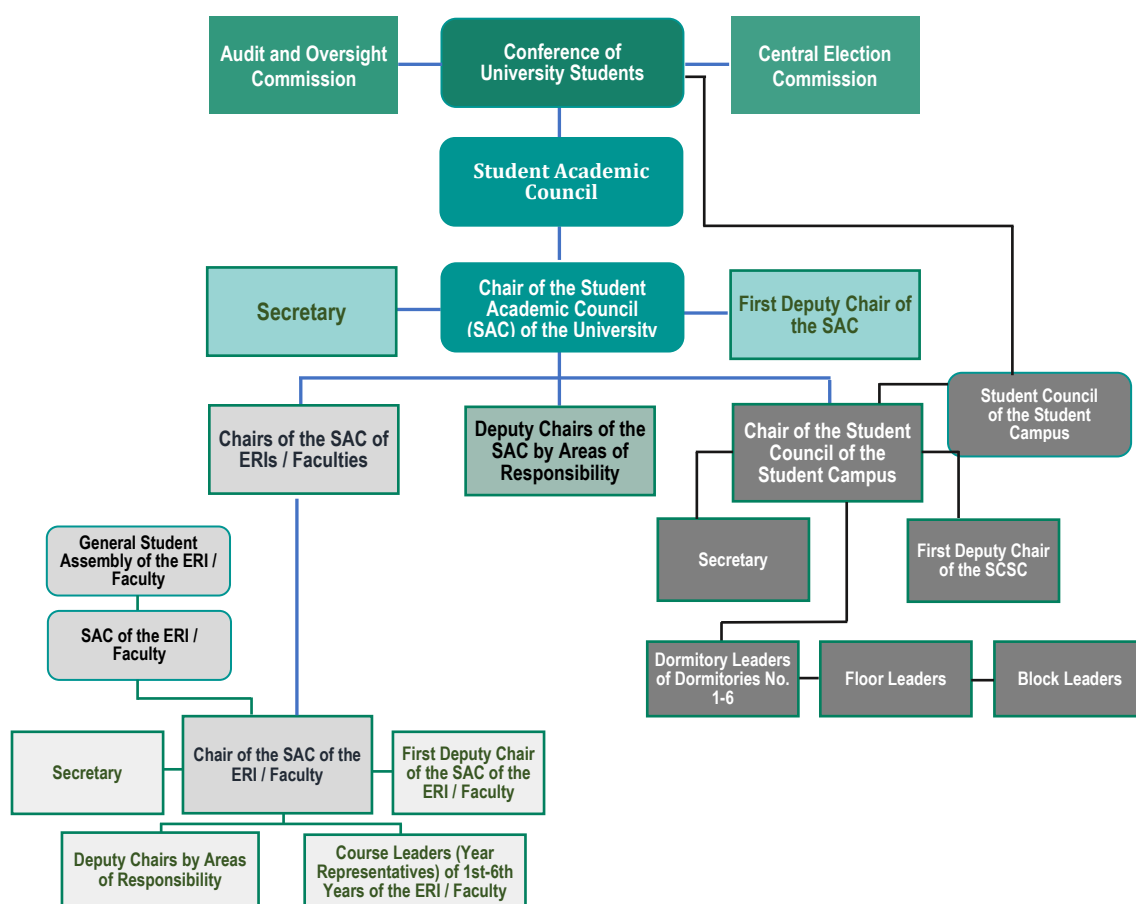 Audit and Oversight
Commission
Conference of
University Students
Central Election
Commission
Student Academic
Council
Secretary
Chair of the Student
Academic Council
(SAC) of the University
First Deputy Chair of
the SAC
Chairs of the SAC of
ERIs / Faculties
Deputy Chairs of the
SAC by Areas of
Responsibility
Chair of the Student
Council of the
Student Campus
Student Council
of the Student
Campus
General Student
Assembly of the ERI /
Faculty
Secretary
First Deputy Chair
of the SCSC
SAC of the ERI /
Faculty
Dormitory Leaders
of Dormitories No.
1-6
Floor Leaders
Block Leaders
Secretary
Chair of the SAC of the
ERI / Faculty
First Deputy Chair
of the SAC of the
ERI / Faculty
Deputy Chairs by Areas
of Responsibility
Course Leaders (Year
Representatives) of 1st-6th
Years of the ERI / Faculty